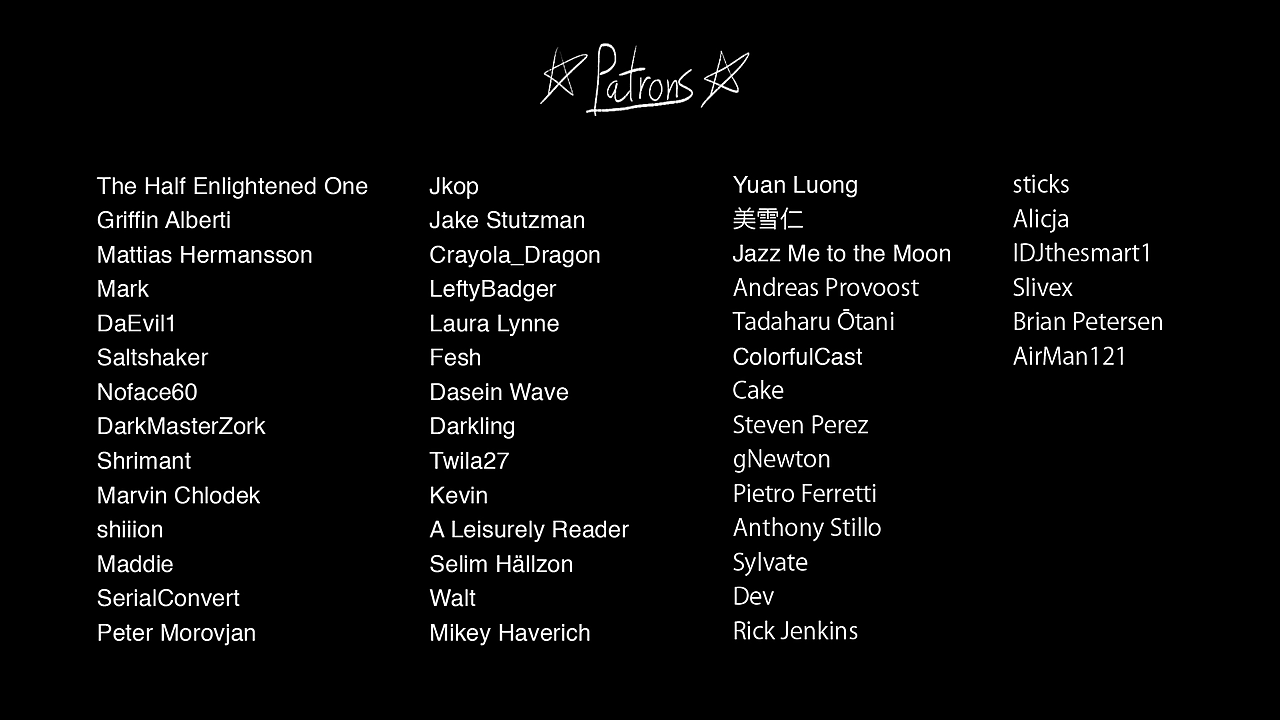 Patrons
The Half Enlightened One
Griffin Alberti
Mattias Hermansson
Mark
DaEvil1
Saltshaker
Noface60
DarkMasterZork
Shrimant
Marvin Chlodek
shiiion
Maddie
SerialConvert
Peter Morovjan
Jkop
Jake Stutzman
Crayola_Dragon
LeftyBadger
Laura Lynne
Fesh
Dasein Wave
Darkling
Twila27
Kevin
A Leisurely Reader
Selim Hällzon
Walt
Mikey Haverich
Yuan Luong
美雪仁
Jazz Me to the Moon
Andreas Provoost
Tadaharu Ōtani
ColorfulCast
Cake
Steven Perez
gNewton
Pietro Ferretti
Anthony Stillo
Sylvate
Dev
Rick Jenkins
sticks
Alicja
IDJthesmart1
Slivex
Brian Petersen
AirMan121